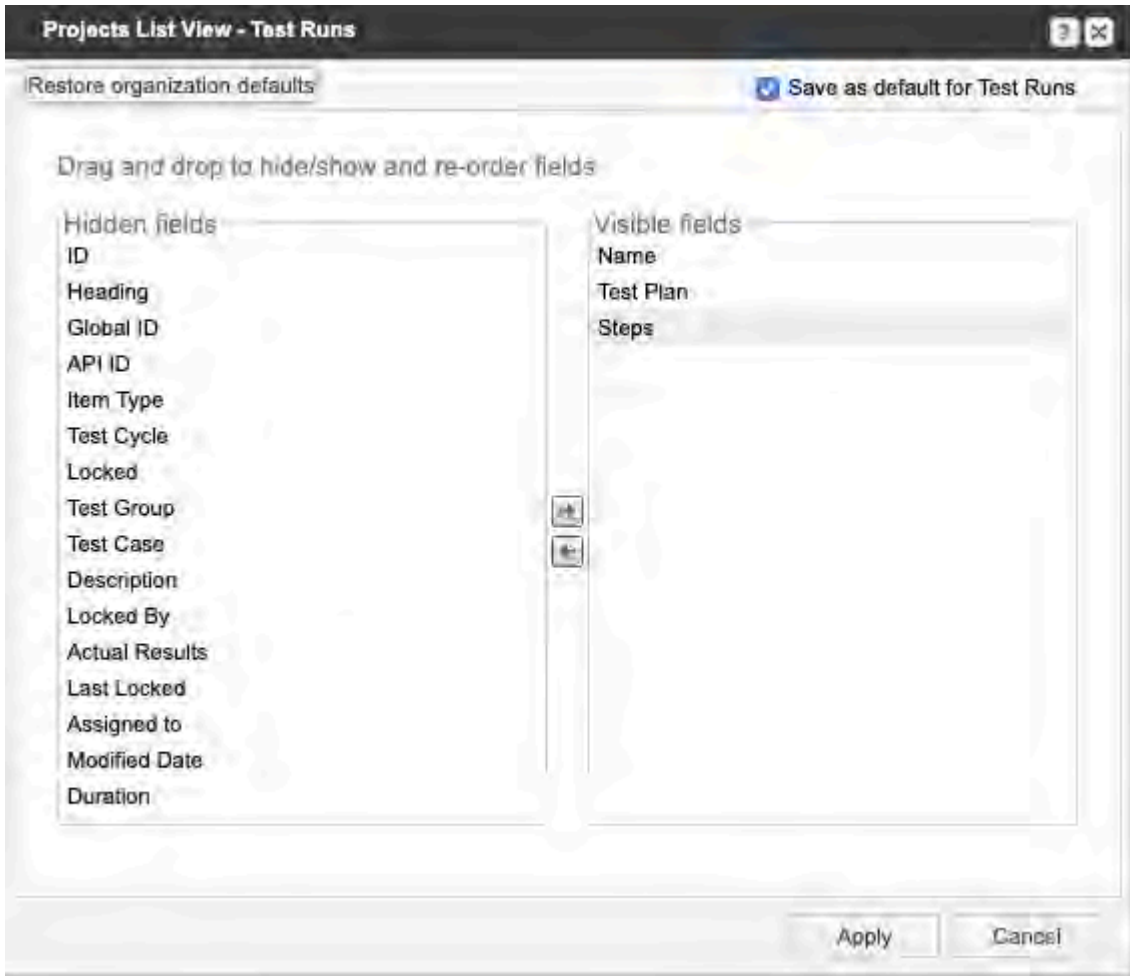 Projects List View - Test Runs
?
Restore organization defaults
Save as default for Test Runs
Drag and drop to hide/show and re-order fields
Hidden fields
ID
Heading
Global ID
API ID
Item Type
Test Cycle
Locked
Test Group
Test Case
Description
Locked By
Actual Results
Last Locked
Assigned to
Modified Date
Duration
Visible fields
Name
Test Plan
Steps
Apply
Cancel